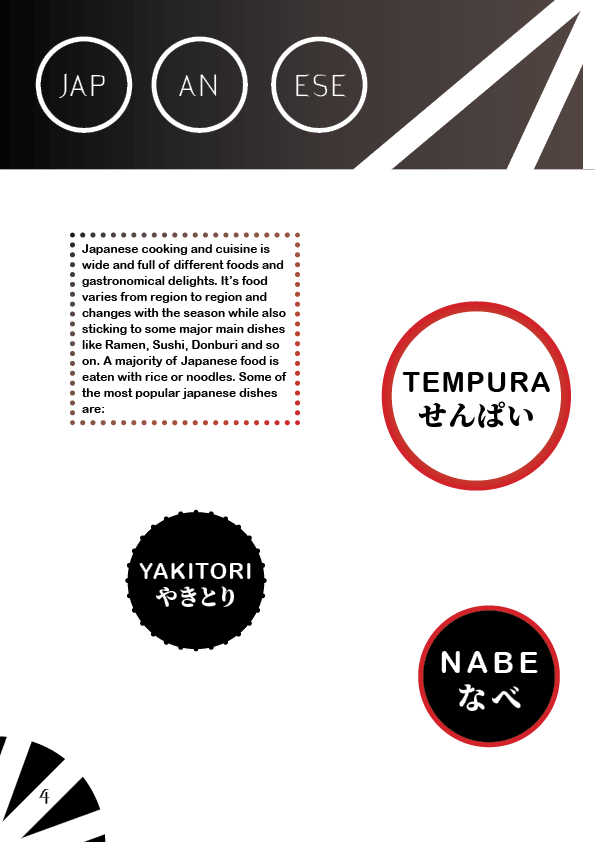 JAP AN ESE
Japanese cooking and cuisine is
wide and full of different foods and
gastronomical delights. It's food
varies from region to region and
changes with the season while also
sticking to some major main dishes
like Ramen, Sushi, Donburi and so
on. A majority of Japanese food is
eaten with rice or noodles. Some of
the most popular japanese dishes
are:
TEMPURA
せんぱい
YAKITORI
やきとり
NABE
なべ
4